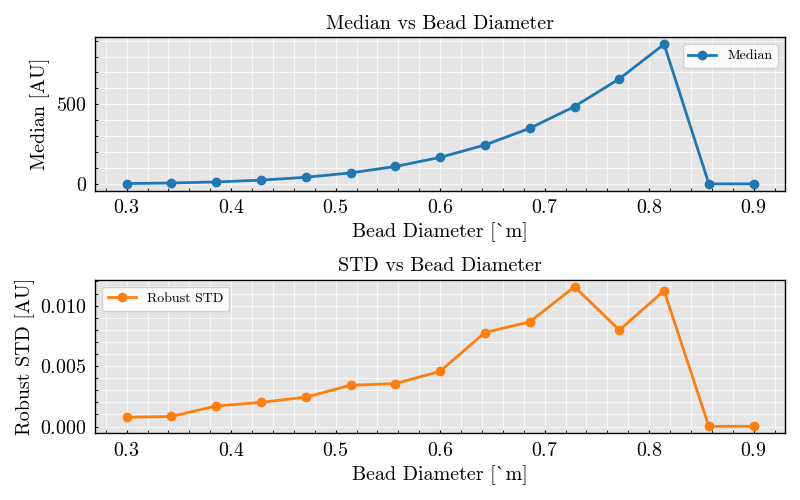 Median vs Bead Diameter
Median [AU]
500
0
Median
0.3 0.4 0.5 0.6 0.7 0.8 0.9
Bead Diameter [`m]
STD vs Bead Diameter
Robust STD [AU]
0.010
0.005
0.000
Robust STD
0.3 0.4 0.5 0.6 0.7 0.8 0.9
Bead Diameter [`m]